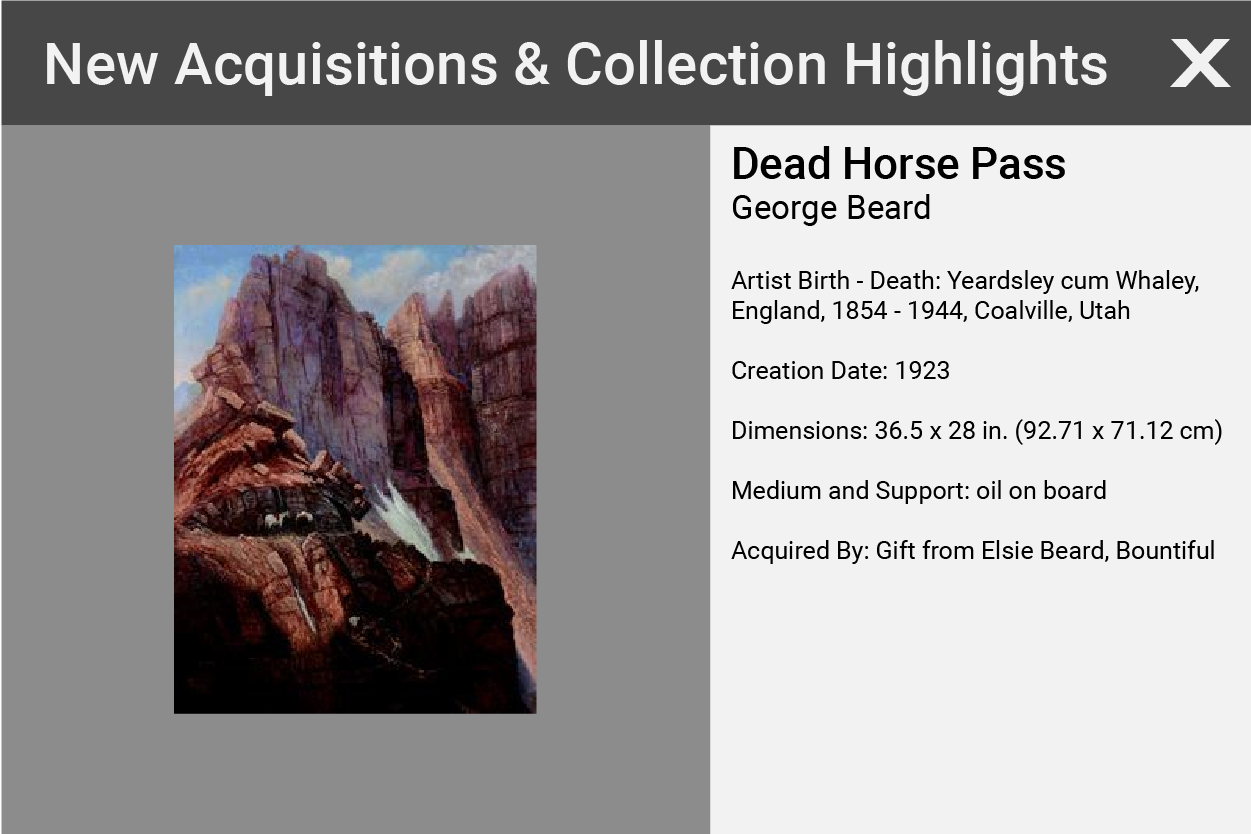 New Acquisitions & Collection Highlights X
Dead Horse Pass
George Beard
Artist Birth - Death: Yeardsley cum Whaley,
England, 1854 - 1944, Coalville, Utah
Creation Date: 1923
Dimensions: 36.5 x 28 in. (92.71 x 71.12 cm)
Medium and Support: oil on board
Acquired By: Gift from Elsie Beard, Bountiful